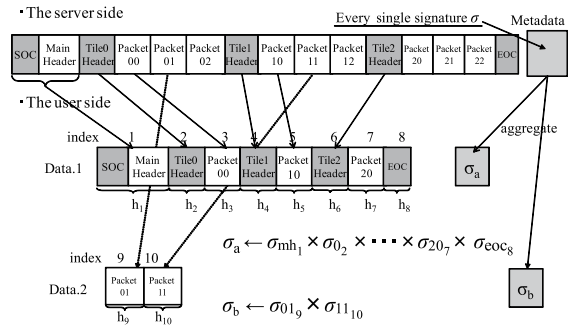 ・The server side
Every single signature σ
Metadata
SOC Main Header Tile0 Header Packet 00 Packet 01 Packet 02 Tile1 Header Packet 10 Packet 11 Packet 12 Tile2 Header Packet 20 Packet 21 Packet 22 EOC
・The user side
aggregate
index 1 2 3 4 5 6 7 8
Data.1 SOC Main Header Tile0 Header Packet 00 Tile1 Header Packet 10 Tile2 Header Packet 20 EOC
σa
h1 h2 h3 h4 h5 h6 h7 h8
σa ← σmh1 × σ02 × ・・・ × σ207 × σeoc8
index 9 10
Data.2 Packet 01 Packet 11
σb
h9 h10
σb ← σ019 × σ1110